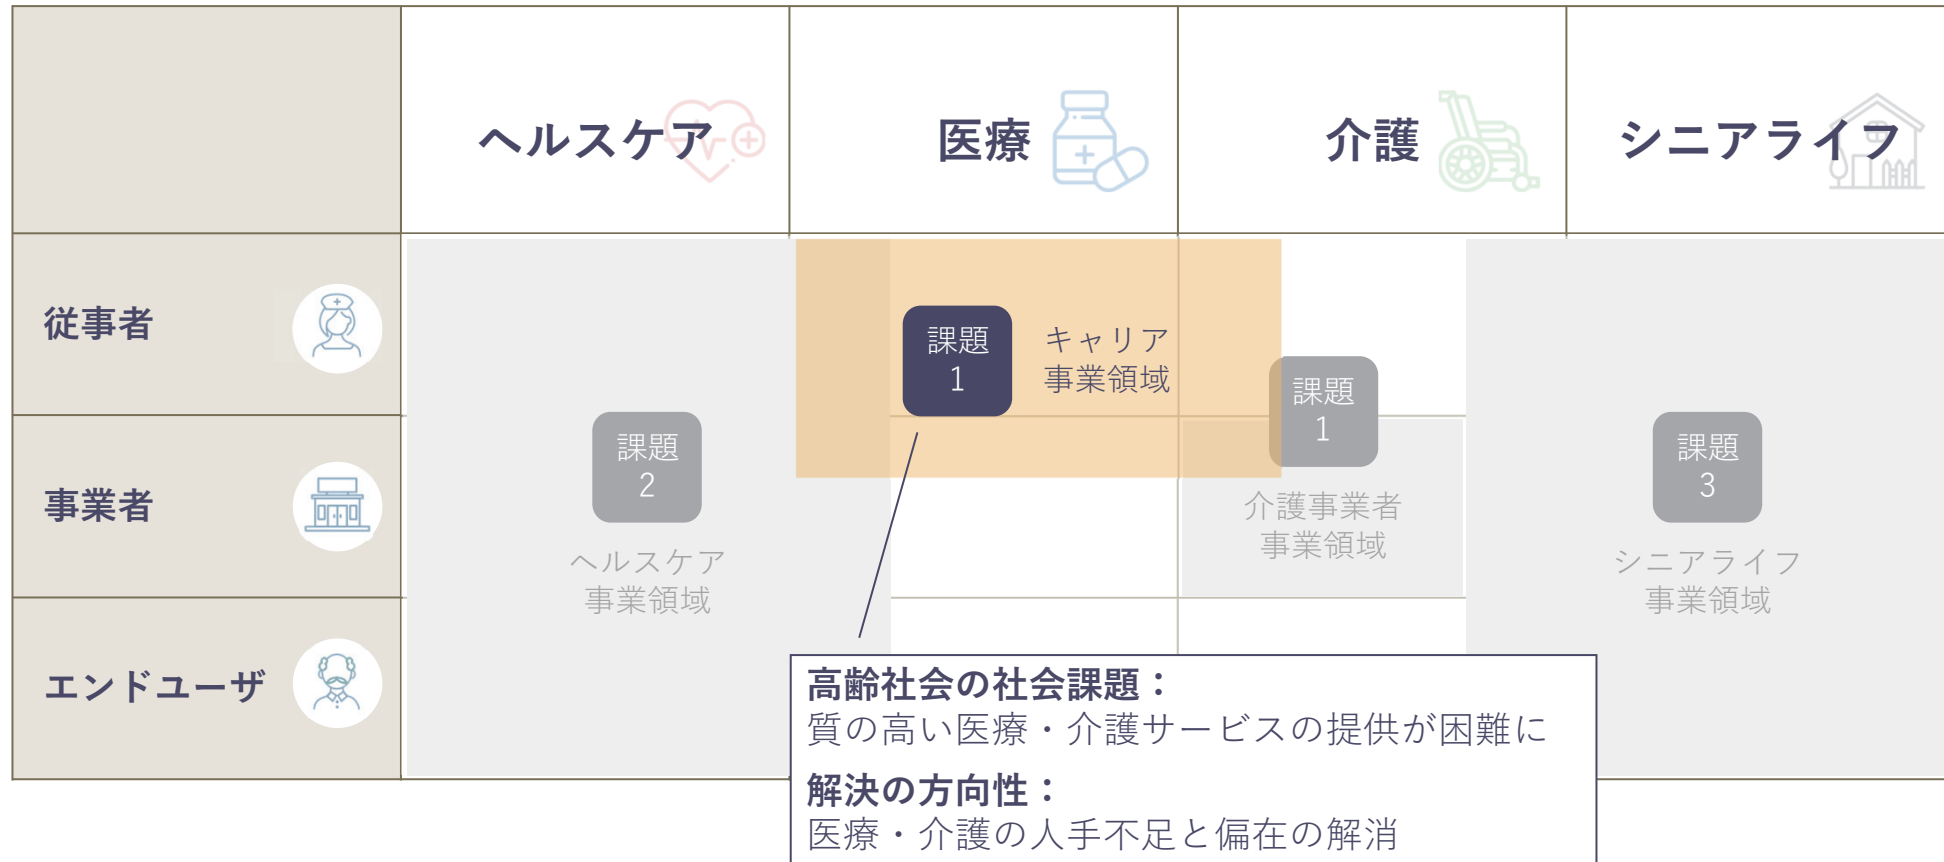 ヘルスケア
医療
介護
シニアライフ
従事者
課題
1
キャリア
事業領域
課題
1
事業者
課題
2
ヘルスケア
事業領域
介護事業者
事業領域
課題
3
シニアライフ
事業領域
エンドユーザ
高齢社会の社会課題：
質の高い医療・介護サービスの提供が困難に
解決の方向性：
医療・介護の人手不足と偏在の解消